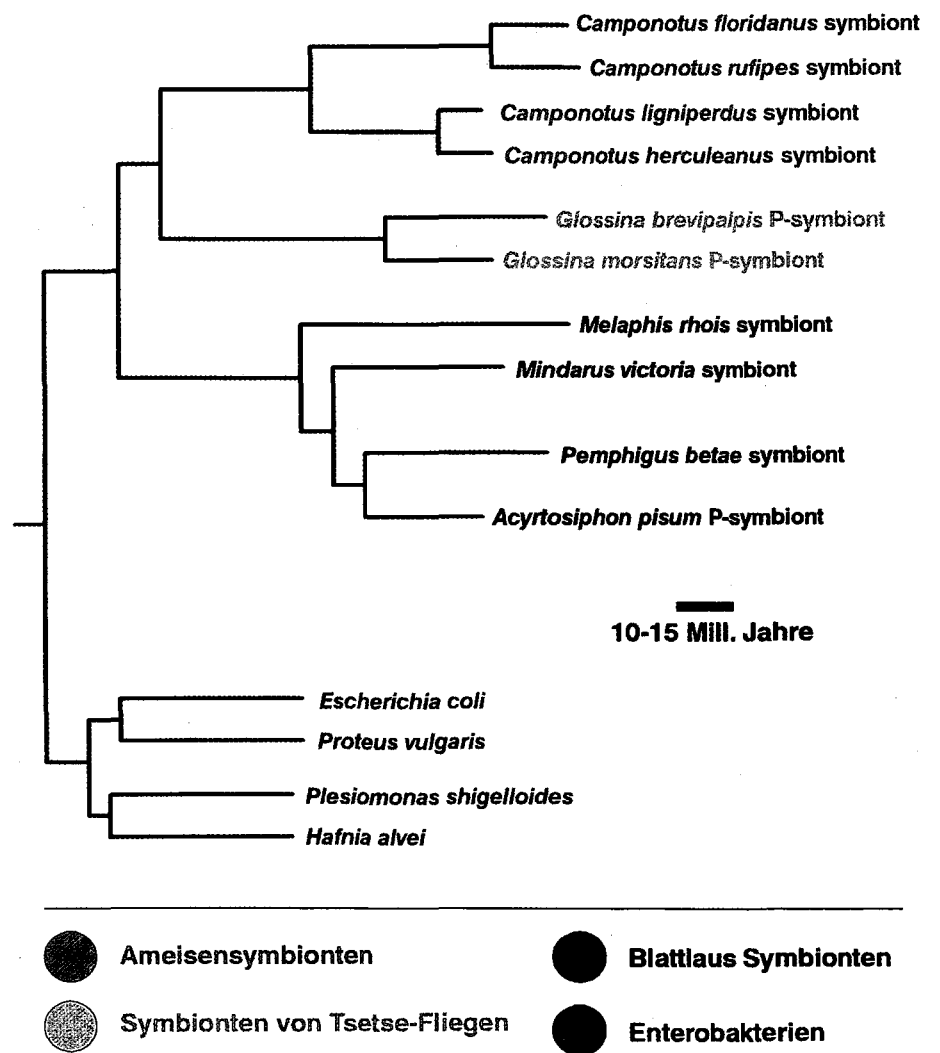 Camponotus floridanus symbiont
Camponotus rufipes symbiont
Camponotus ligniperdus symbiont
Camponotus herculeanus symbiont
Glossina brevipalpis P-symbiont
Glossina morsitans P-symbiont
Melaphis rhois symbiont
Mindarus victoria symbiont
Pemphigus betae symbiont
Acyrtosiphon pisum P-symbiont
10-15 Mill. Jahre
Escherichia coli
Proteus vulgaris
Plesiomonas shigelloides
Hafnia alvei
Ameisensymbionten
Blattlaus Symbionten
Symbionten von Tsetse-Fliegen
Enterobakterien